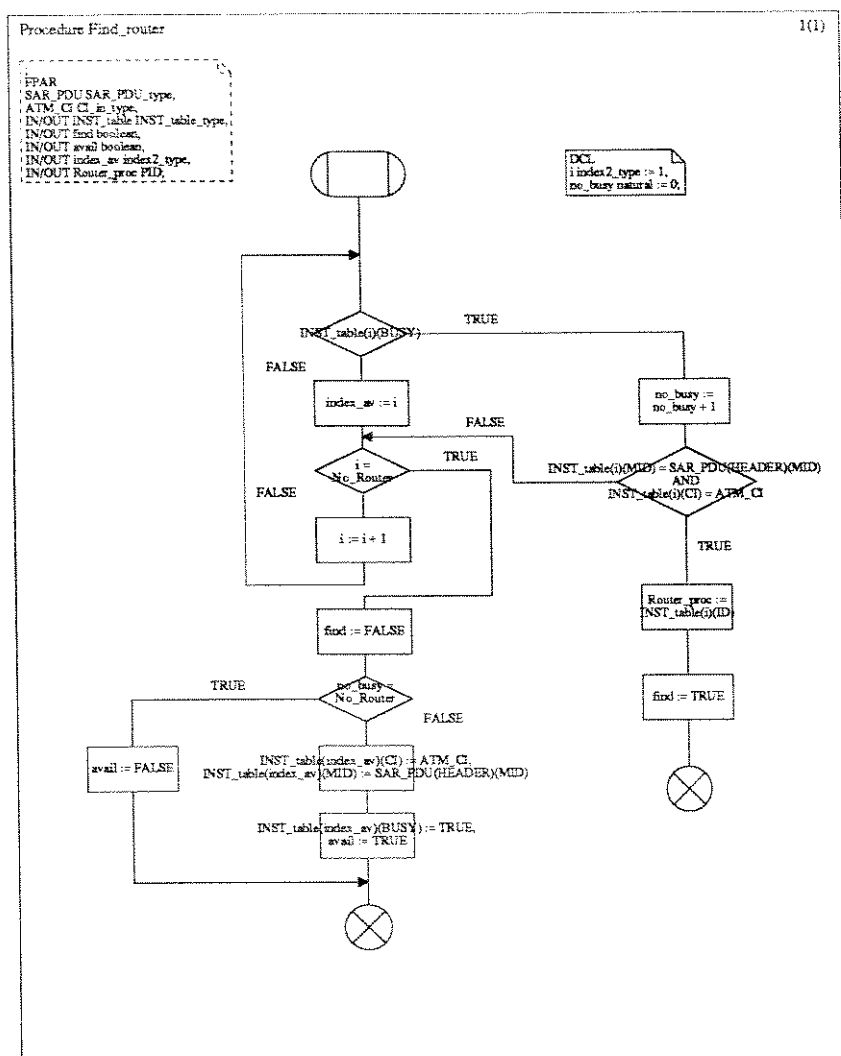 Procedure Find_router
1(1)
;
FPAR
SAR_PDU SAR_PDU_type,
ATM_CI CI_in_type,
IN/OUT INST_table INST_table_type,
IN/OUT find boolean,
IN/OUT avail boolean,
IN/OUT index_av index2_type,
IN/OUT Router_proc PID;
DCL
i index2_type := 1,
no_busy natural := 0;
INST_table(i)(BUSY)
TRUE
FALSE
index_av := i
no_busy :=
no_busy + 1
FALSE
i =
No_Router
TRUE
FALSE
INST_table(i)(MID) = SAR_PDU(HEADER)(MID)
AND
INST_table(i)(CI) = ATM_CI
i := i + 1
TRUE
Router_proc :=
INST_table(i)(ID)
find := FALSE
find := TRUE
no_busy =
No_Router
TRUE
FALSE
avail := FALSE
INST_table(index_av)(CI) := ATM_CI,
INST_table(index_av)(MID) := SAR_PDU(HEADER)(MID)
INST_table(index_av)(BUSY) := TRUE,
avail := TRUE